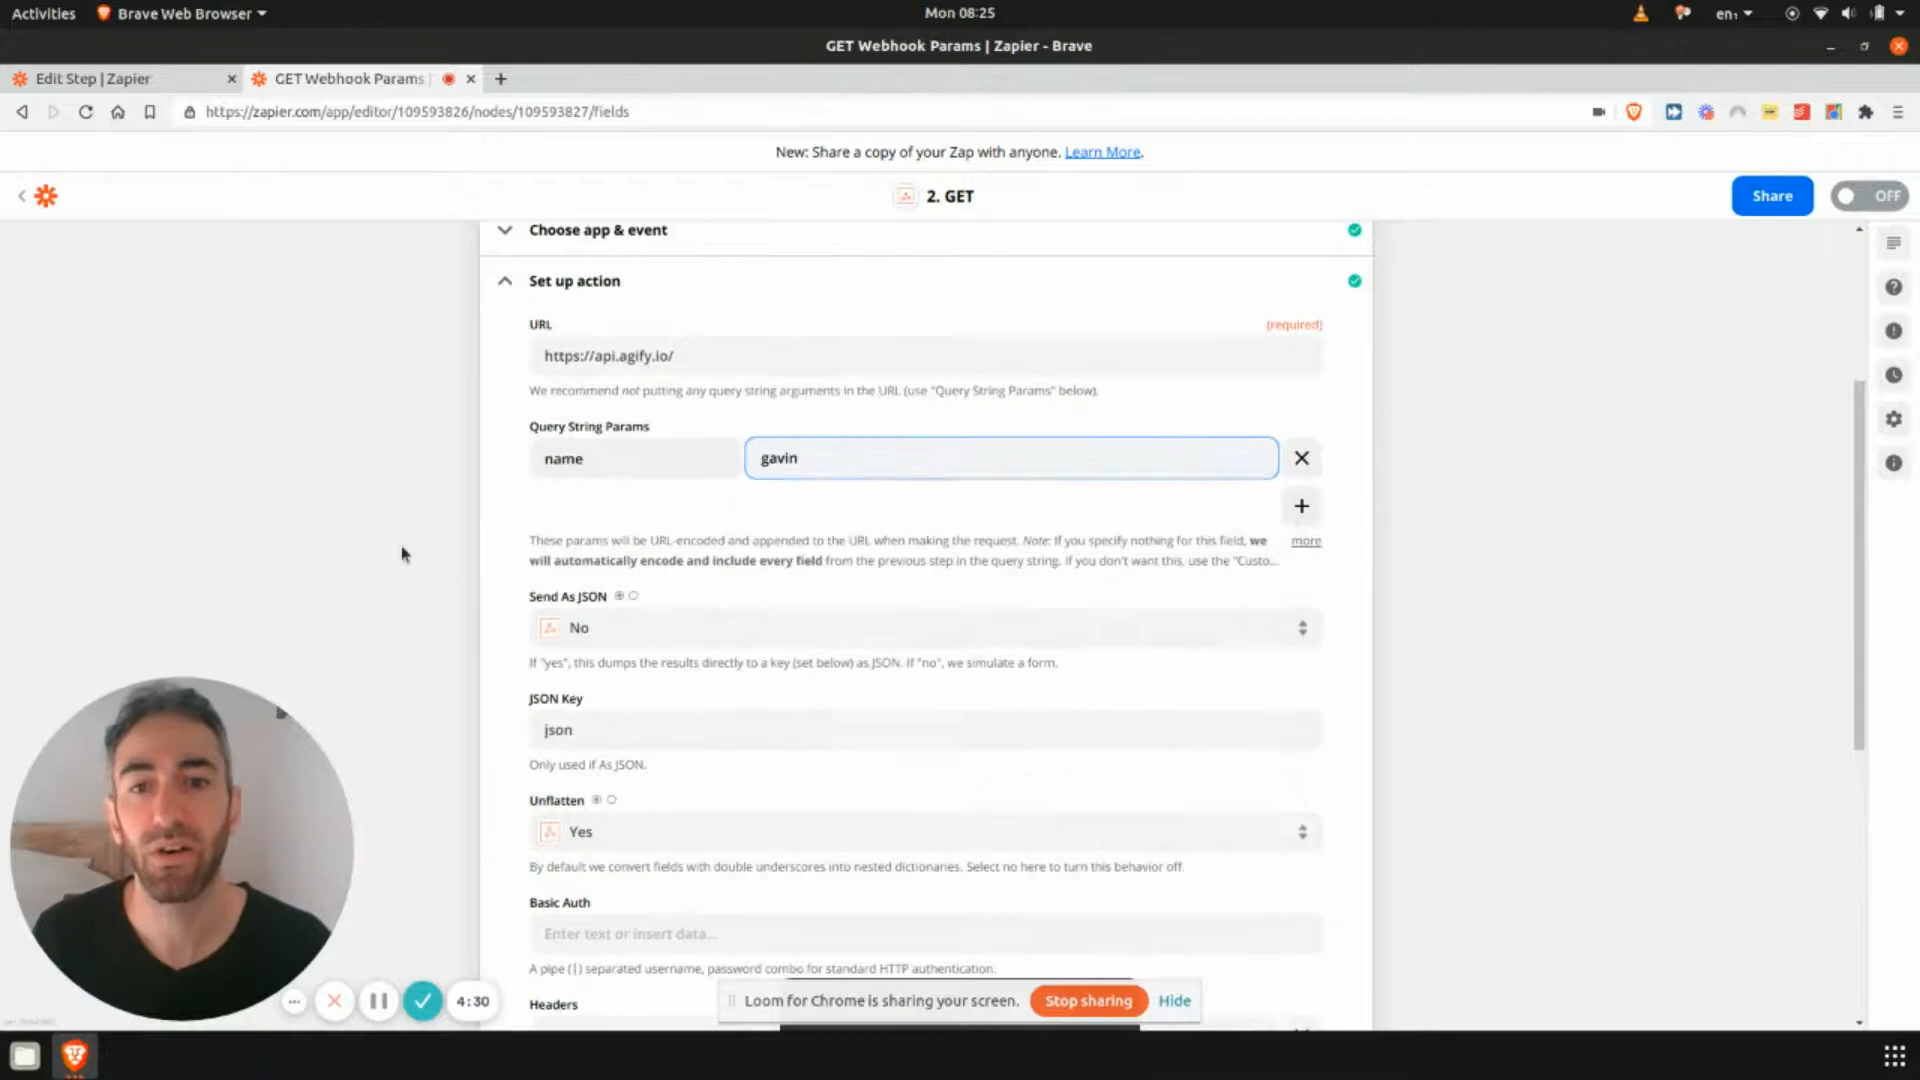 Activities
Brave Web Browser
Mon 08:25
en₁
GET Webhook Params | Zapier - Brave
Edit Step | Zapier
GET Webhook Params |
https://zapier.com/app/editor/109593826/nodes/109593827/fields
New: Share a copy of your Zap with anyone. Learn More.
2. GET
Share
OFF
Choose app & event
Set up action
URL
(required)
https://api.agify.io/
We recommend not putting any query string arguments in the URL (use "Query String Params" below).
Query String Params
name
gavin
These params will be URL-encoded and appended to the URL when making the request. Note: If you specify nothing for this field, we
more
will automatically encode and include every field from the previous step in the query string. If you don't want this, use the "Custo...
Send As JSON
No
If "yes", this dumps the results directly to a key (set below) as JSON. If "no", we simulate a form.
JSON Key
json
Only used if As JSON.
Unflatten
Yes
By default we convert fields with double underscores into nested dictionaries. Select no here to turn this behavior off.
Basic Auth
Enter text or insert data...
A pipe (|) separated username, password combo for standard HTTP authentication.
4:30
Loom for Chrome is sharing your screen.
Stop sharing
Hide
Headers